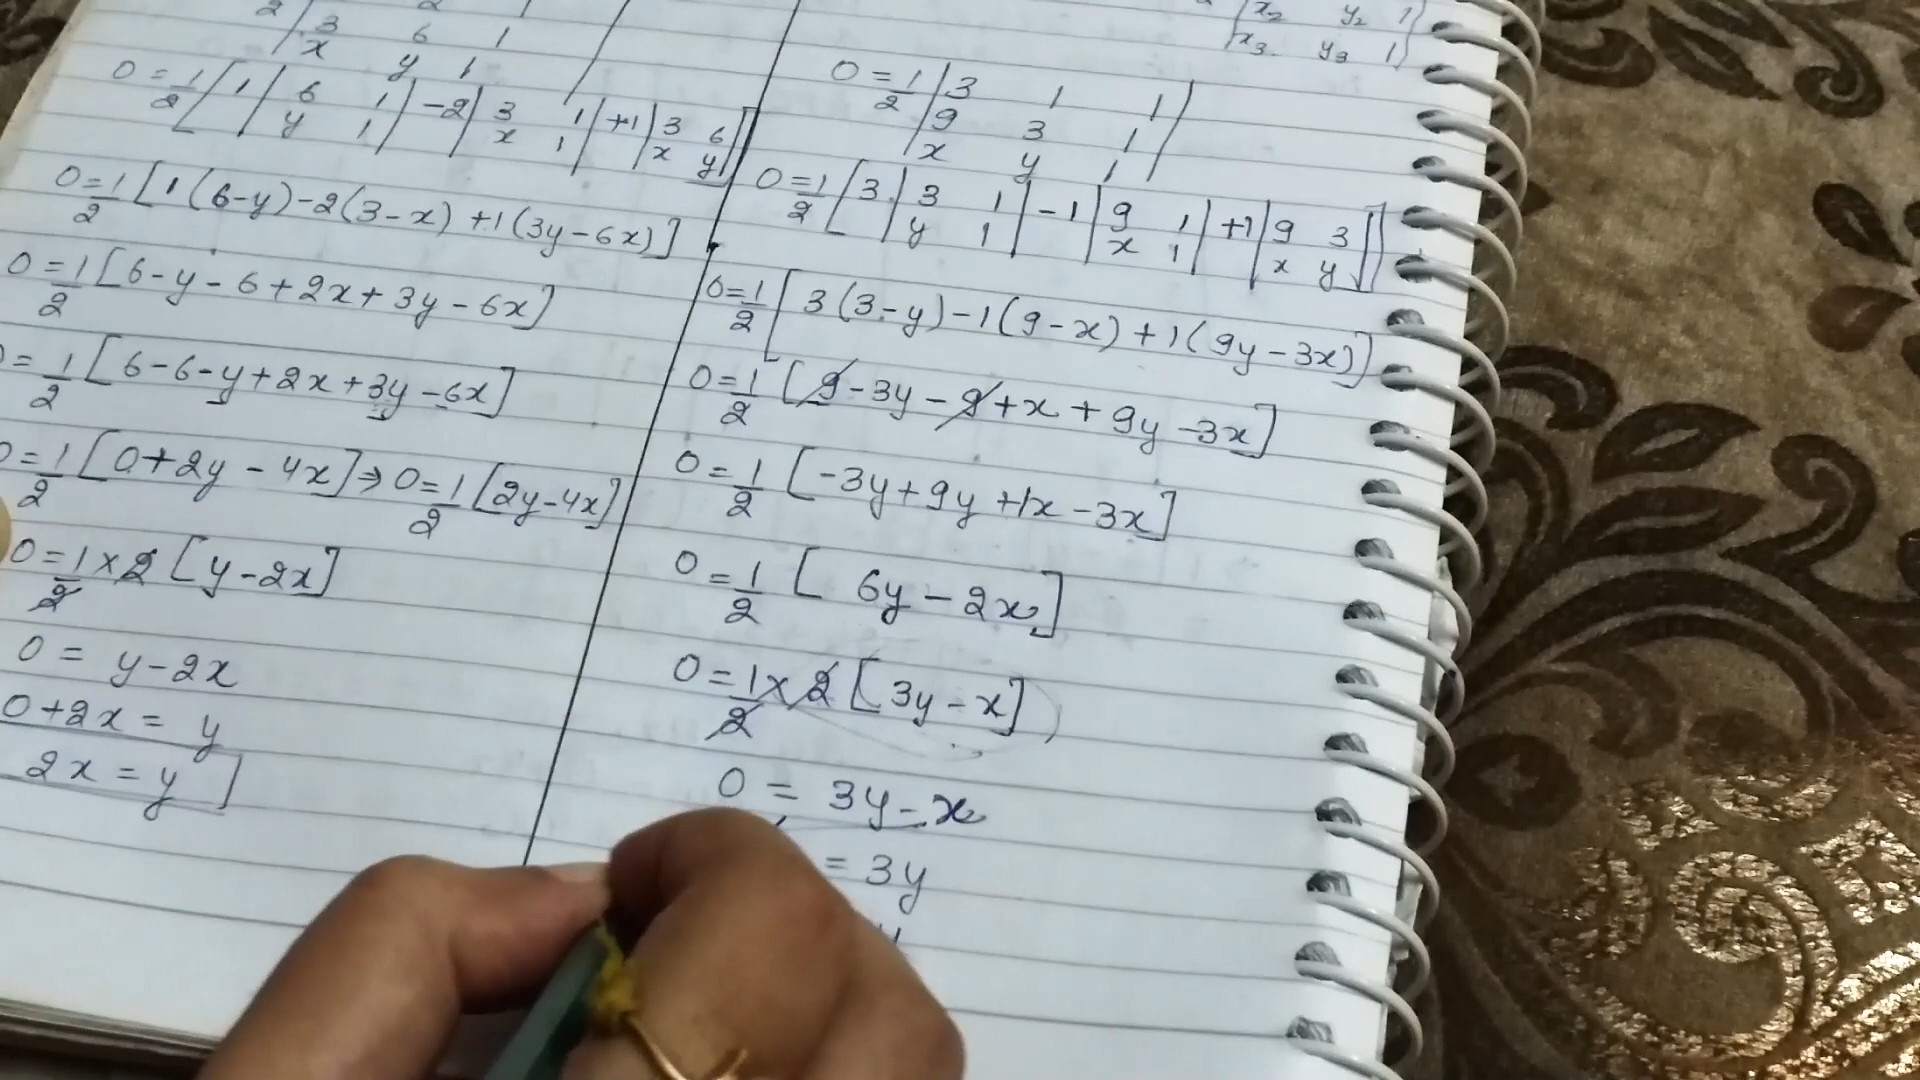 2 | 3 6 1
x y 1
0 = 1/2 [ 1 | 6 1 | -2 | 3 1 | +1 | 3 6 | ]
y 1 x 1 x y
0 = 1/2 [ 1 (6-y) -2(3-x) +1(3y-6x) ]
0 = 1/2 [ 6-y-6+2x+3y-6x ]
= 1/2 [ 6-6-y+2x+3y-6x ]
0 = 1/2 [ 0+2y-4x ] ⇒ 0 = 1/2 [ 2y-4x ]
0 = 1/2 × 2 [ y-2x ]
0 = y-2x
0+2x = y
2x = y
x2 y2 1
x3 y3 1
0 = 1/2 | 3 1 1 |
9 3 1
x y 1
0 = 1/2 [ 3 | 3 1 | -1 | 9 1 | +1 | 9 3 | ]
y 1 x 1 x y
0 = 1/2 [ 3(3-y) -1(9-x) +1(9y-3x) ]
0 = 1/2 [ 9-3y-9+x+9y-3x ]
0 = 1/2 [ -3y+9y+1x-3x ]
0 = 1/2 [ 6y-2x ]
0 = 1/2 × 2 [ 3y-x ]
0 = 3y-x
= 3y